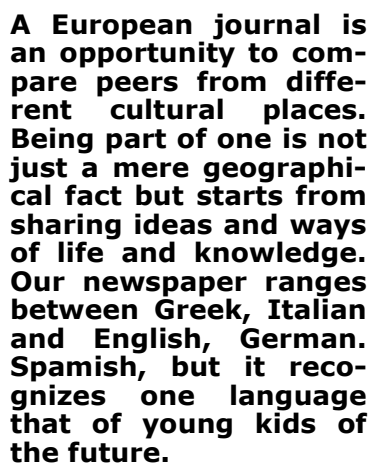 A European journal is
an opportunity to com-
pare peers from diffe-
rent cultural places.
Being part of one is not
just a mere geographi-
cal fact but starts from
sharing ideas and ways
of life and knowledge.
Our newspaper ranges
between Greek, Italian
and English, German.
Spamish, but it reco-
gnizes one language
that of young kids of
the future.